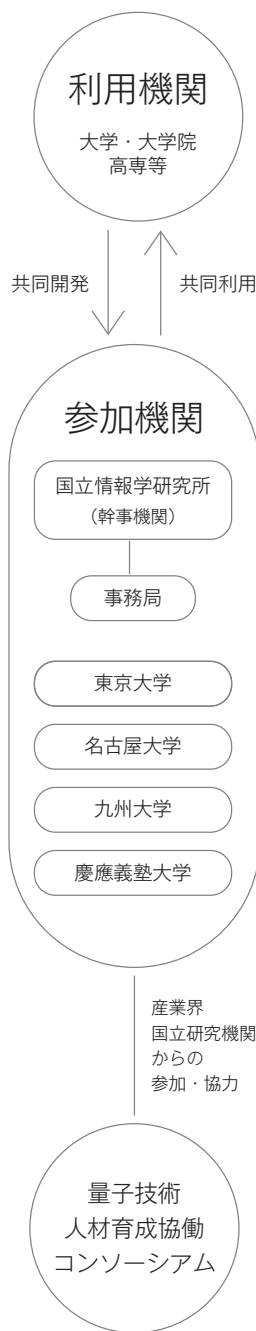 利用機関
大学・大学院
高専等
共同開発
共同利用
参加機関
国立情報学研究所
（幹事機関）
事務局
東京大学
名古屋大学
九州大学
慶應義塾大学
産業界
国立研究機関
からの
参加・協力
量子技術
人材育成協働
コンソーシアム